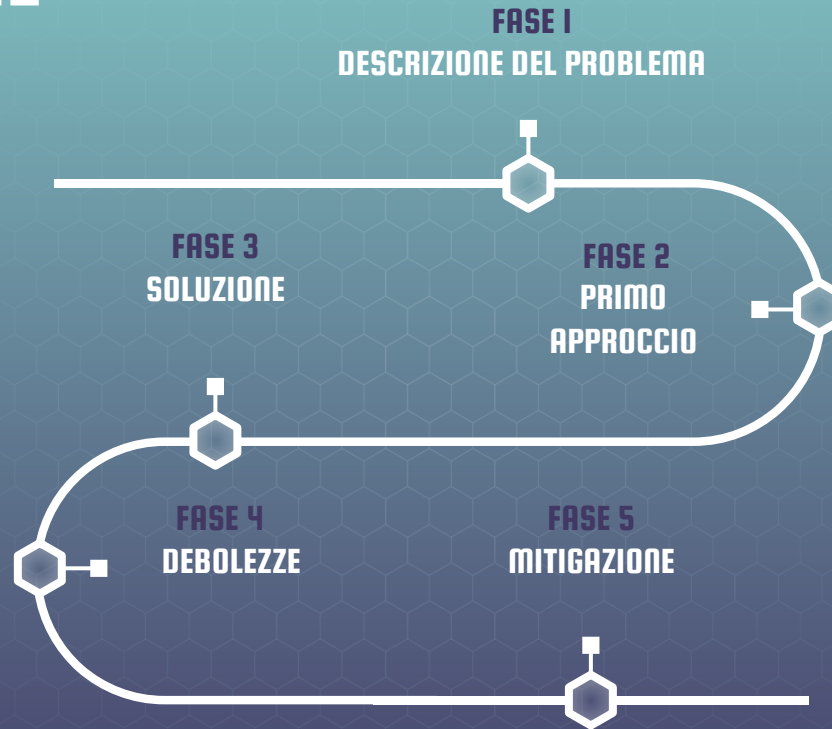 FASE 1
DESCRIZIONE DEL PROBLEMA
FASE 2
PRIMO
APPROCCIO
FASE 3
SOLUZIONE
FASE 4
DEBOLEZZE
FASE 5
MITIGAZIONE